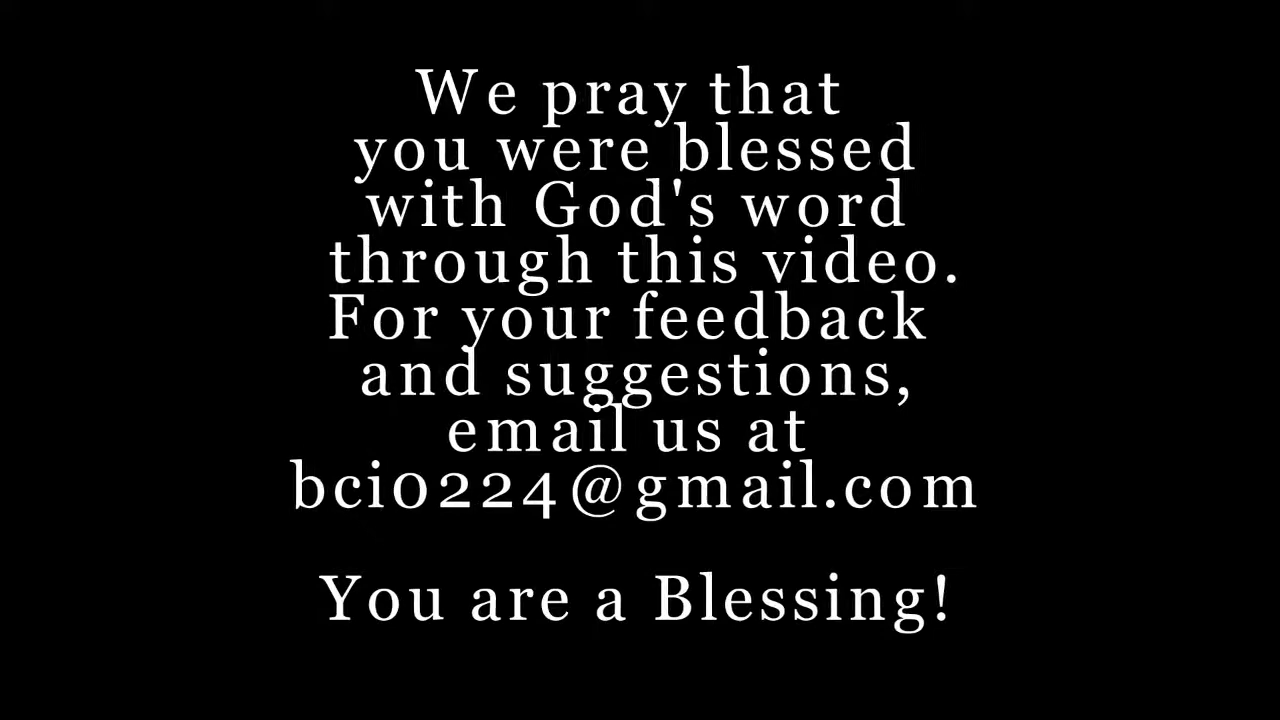 We pray that
you were blessed
with God's word
through this video.
For your feedback
and suggestions,
email us at
bci0224@gmail.com
You are a Blessing!